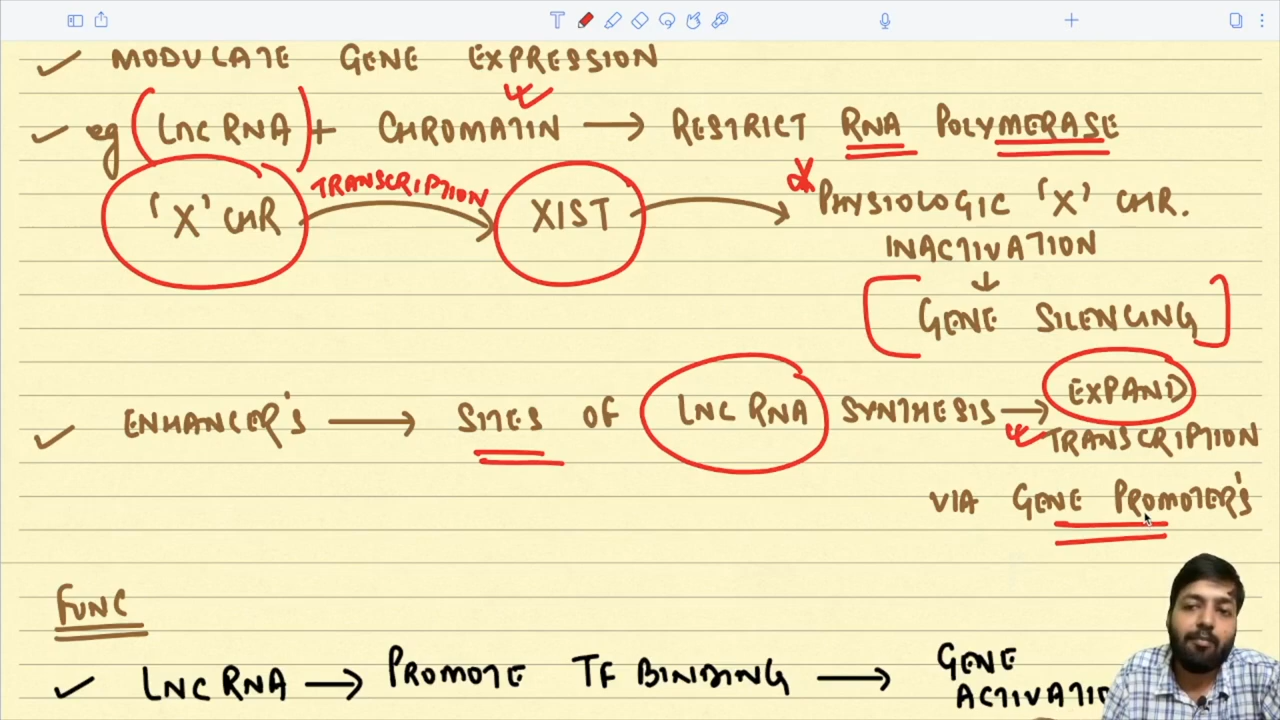 ✓ MODULATE GENE EXPRESSION
✓ eg (LNC RNA) + CHROMATIN → RESTRICT RNA POLYMERASE
'X' CHR TRANSCRIPTION → XIST → PHYSIOLOGIC 'X' CHR.
INACTIVATION
↓
[GENE SILENCING]
✓ ENHANCER'S → SITES OF LNC RNA SYNTHESIS → EXPAND
TRANSCRIPTION
VIA GENE PROMOTER'S
FUNC
✓ LNC RNA → PROMOTE TF BINDING → GENE
ACTIVATIO